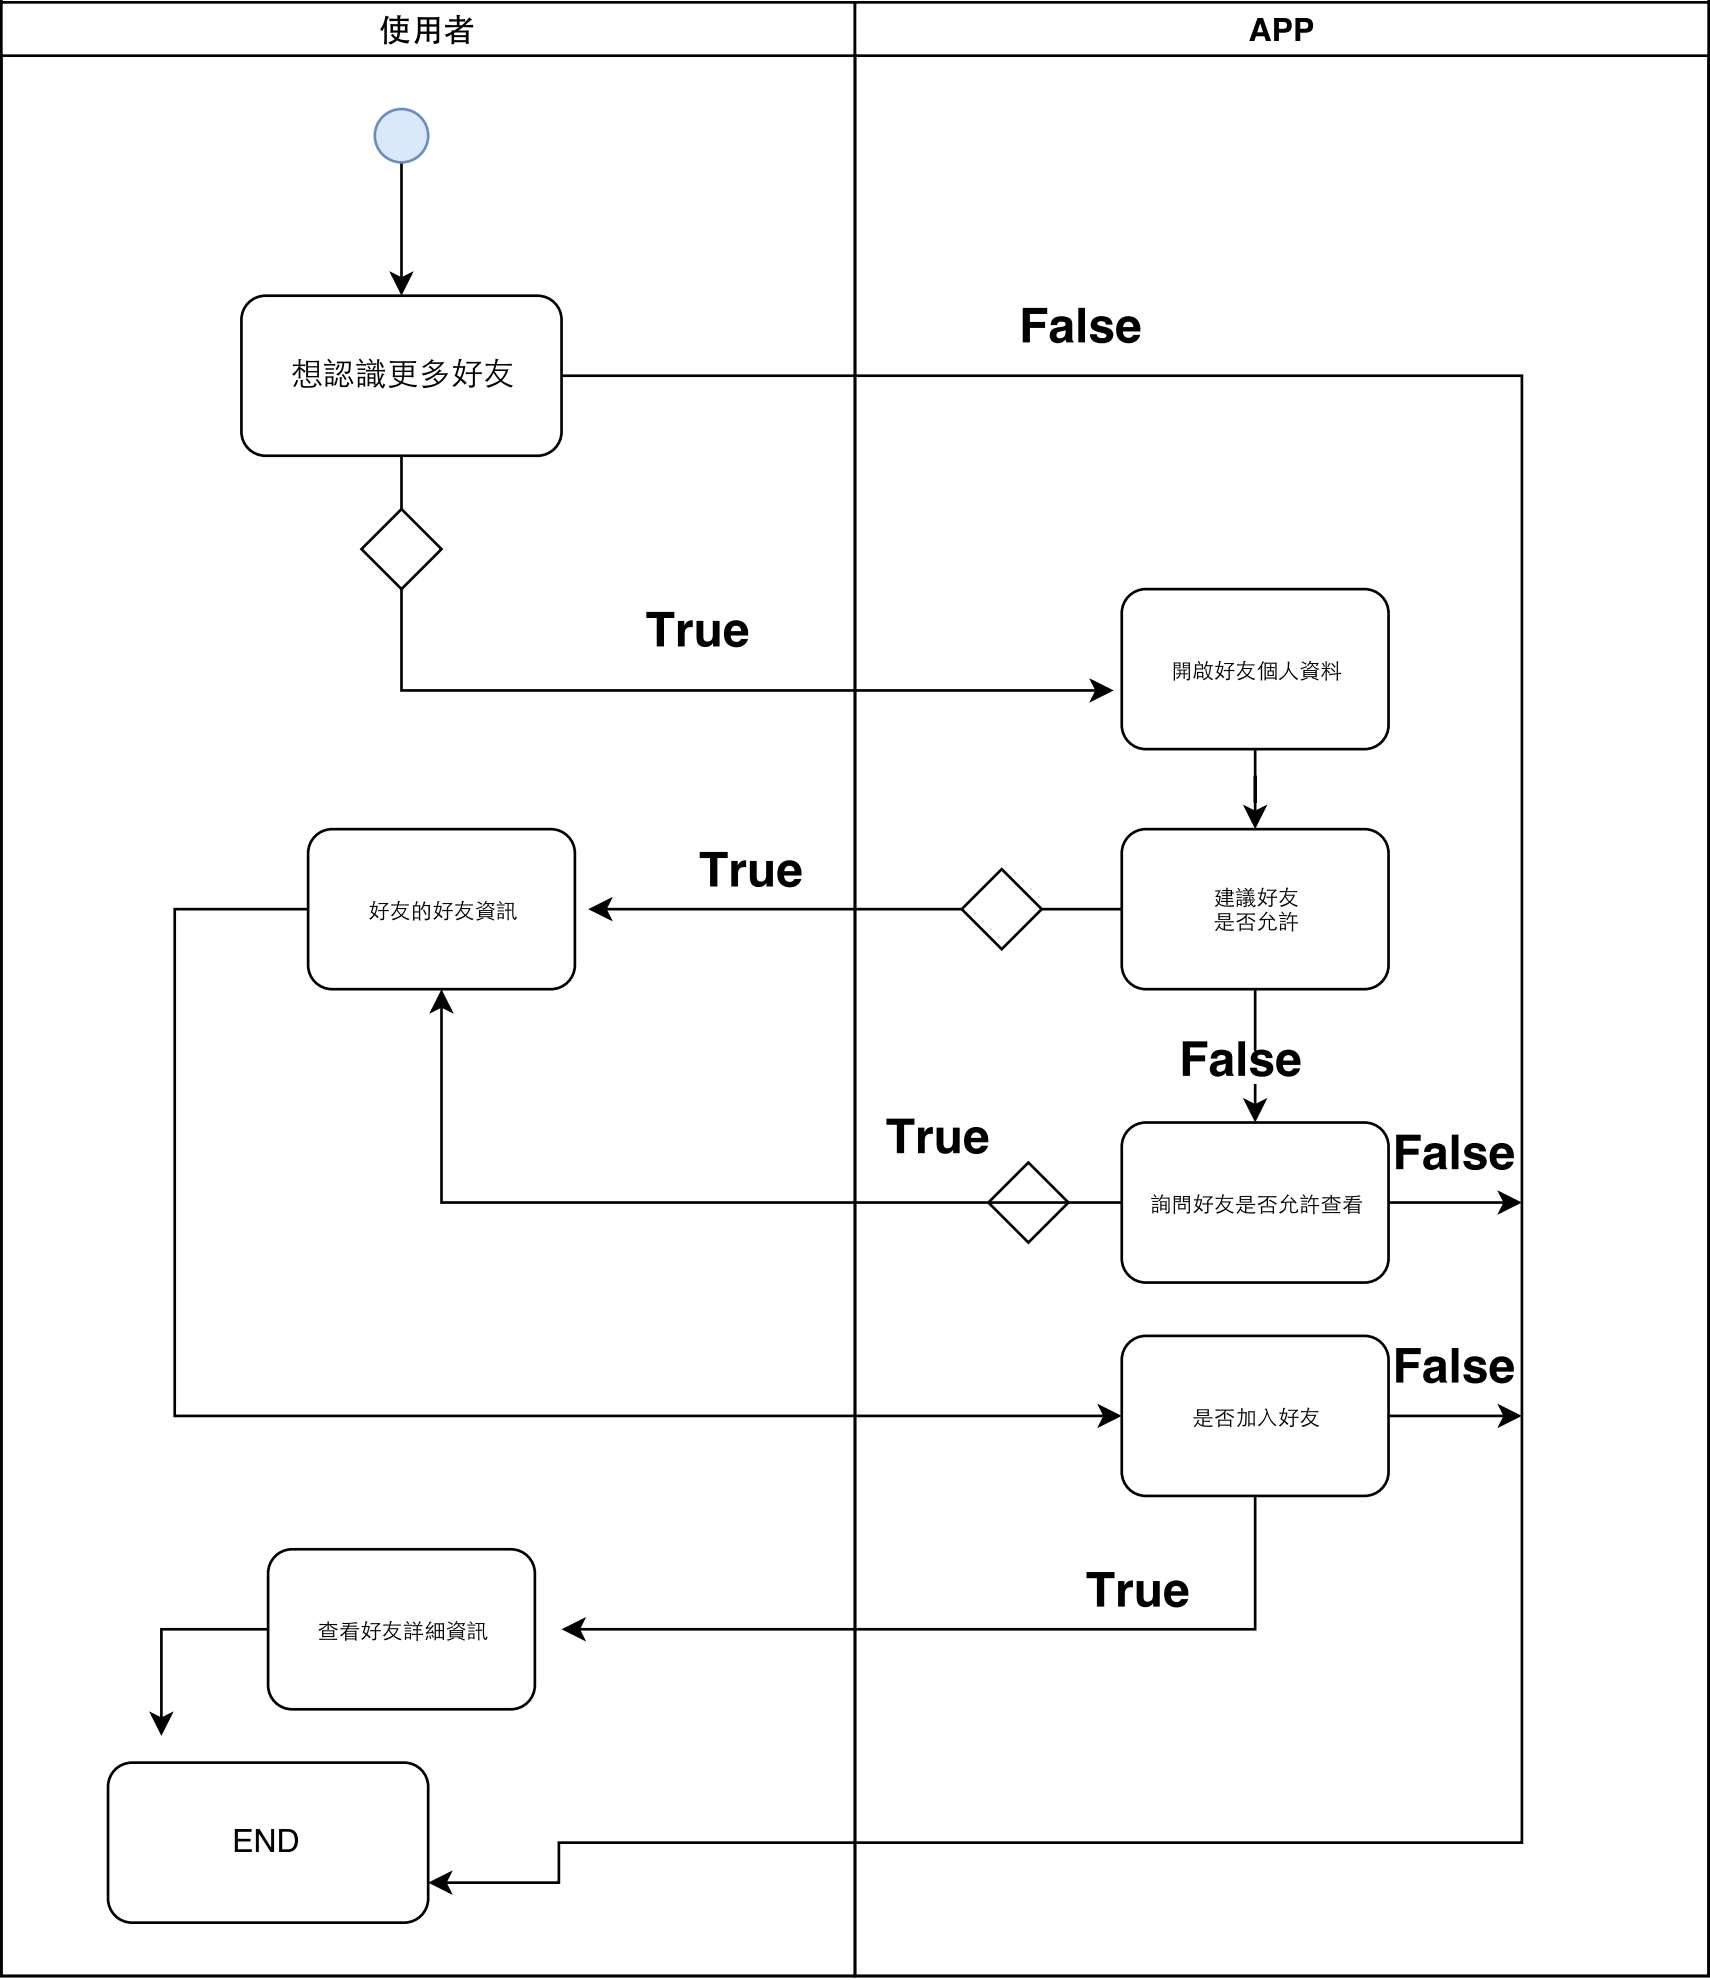 使用者
APP
False
想認識更多好友
True
開啟好友個人資料
True
好友的好友資訊
建議好友
是否允許
False
True
False
詢問好友是否允許查看
False
是否加入好友
True
查看好友詳細資訊
END